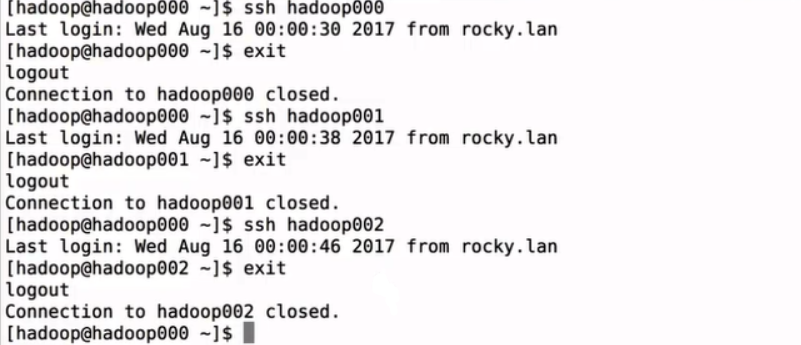 [hadoop@hadoop000 ~]$ ssh hadoop000
Last login: Wed Aug 16 00:00:30 2017 from rocky.lan
[hadoop@hadoop000 ~]$ exit
logout
Connection to hadoop000 closed.
[hadoop@hadoop000 ~]$ ssh hadoop001
Last login: Wed Aug 16 00:00:38 2017 from rocky.lan
[hadoop@hadoop001 ~]$ exit
logout
Connection to hadoop001 closed.
[hadoop@hadoop000 ~]$ ssh hadoop002
Last login: Wed Aug 16 00:00:46 2017 from rocky.lan
[hadoop@hadoop002 ~]$ exit
logout
Connection to hadoop002 closed.
[hadoop@hadoop000 ~]$